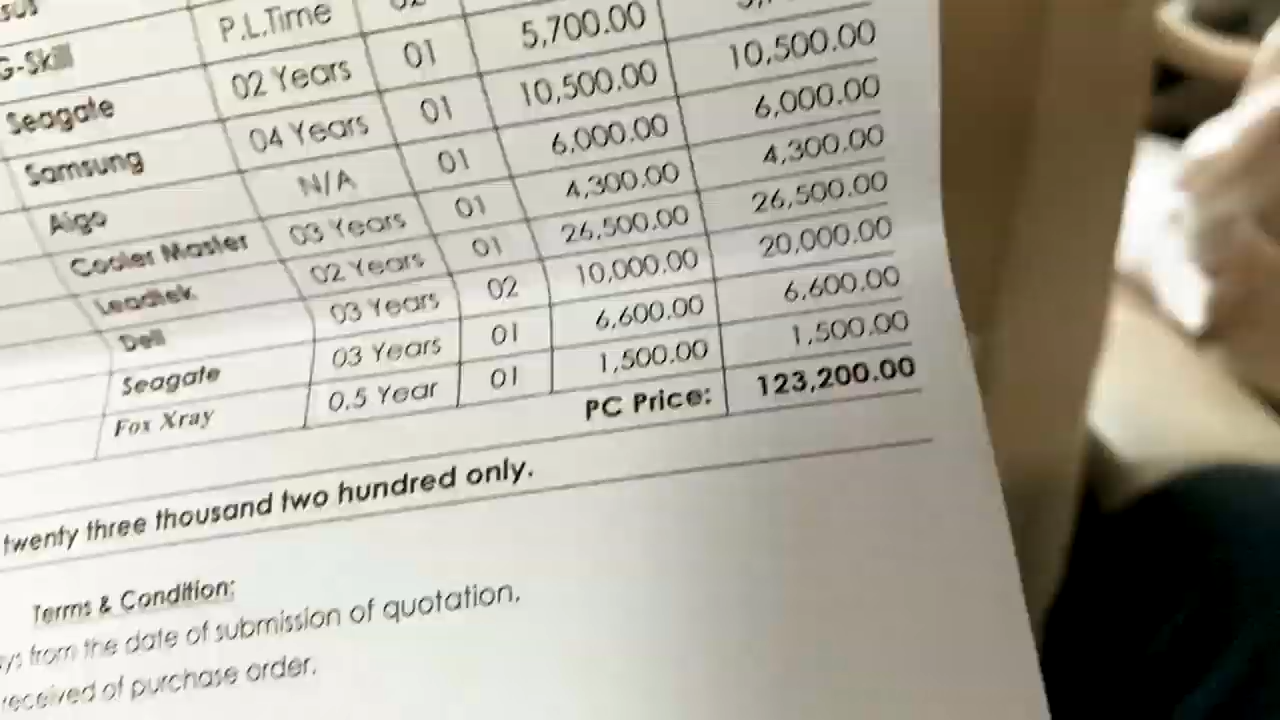 G-Skill P.L.Time
Seagate 02 Years 01 5,700.00
Samsung 04 Years 01 10,500.00 10,500.00
Aigo N/A 01 6,000.00 6,000.00
Cooler Master 03 Years 01 4,300.00 4,300.00
Leadtek 02 Years 01 26,500.00 26,500.00
Dell 03 Years 02 10,000.00 20,000.00
Seagate 03 Years 01 6,600.00 6,600.00
Fox Xray 0.5 Year 01 1,500.00 1,500.00
PC Price: 123,200.00
twenty three thousand two hundred only.
Terms & Condition:
from the date of submission of quotation.
received of purchase order.